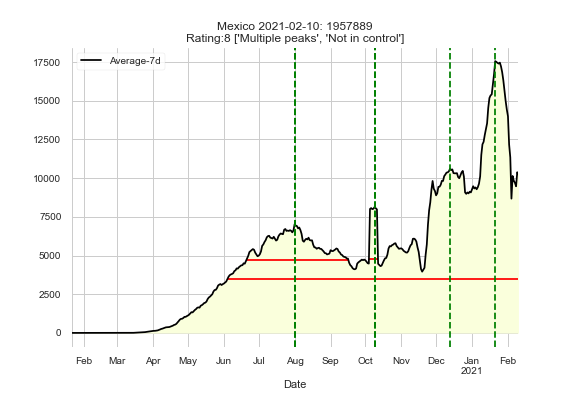 Mexico 2021-02-10: 1957889
Rating:8 ['Multiple peaks', 'Not in control']
Average-7d
17500
15000
12500
10000
7500
5000
2500
0
Feb Mar Apr May Jun Jul Aug Sep Oct Nov Dec Jan Feb
2021
Date